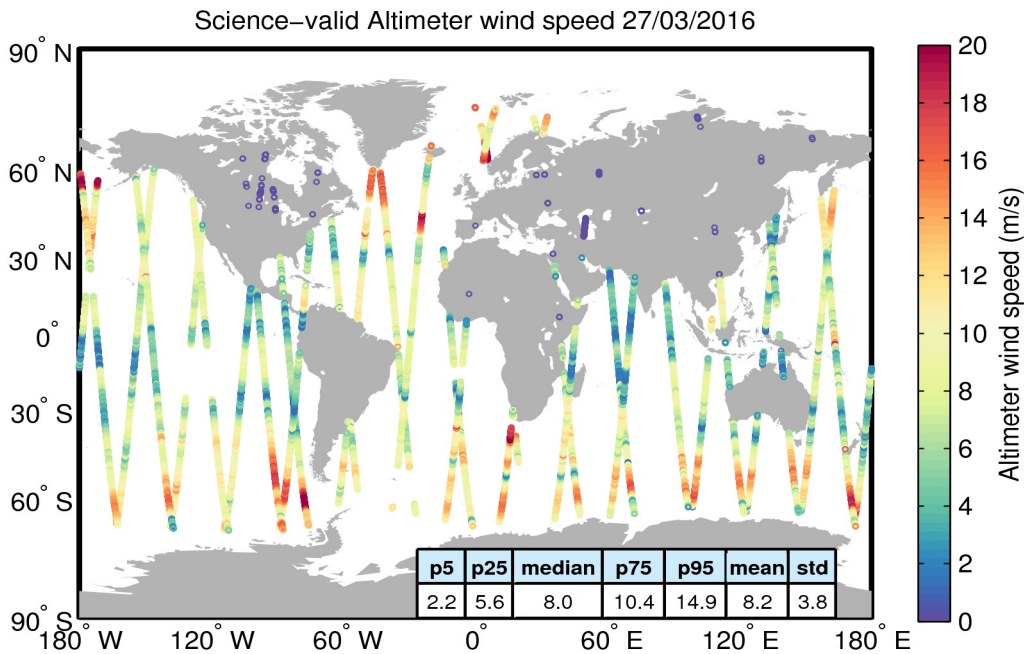 Science-valid Altimeter wind speed 27/03/2016
90° N
60° N
30° N
0°
30° S
60° S
90° S
180° W
120° W
60° W
0°
60° E
120° E
180° E
p5 p25 median p75 p95 mean std
2.2 5.6 8.0 10.4 14.9 8.2 3.8
20
18
16
14
12
10
8
6
4
2
0
Altimeter wind speed (m/s)